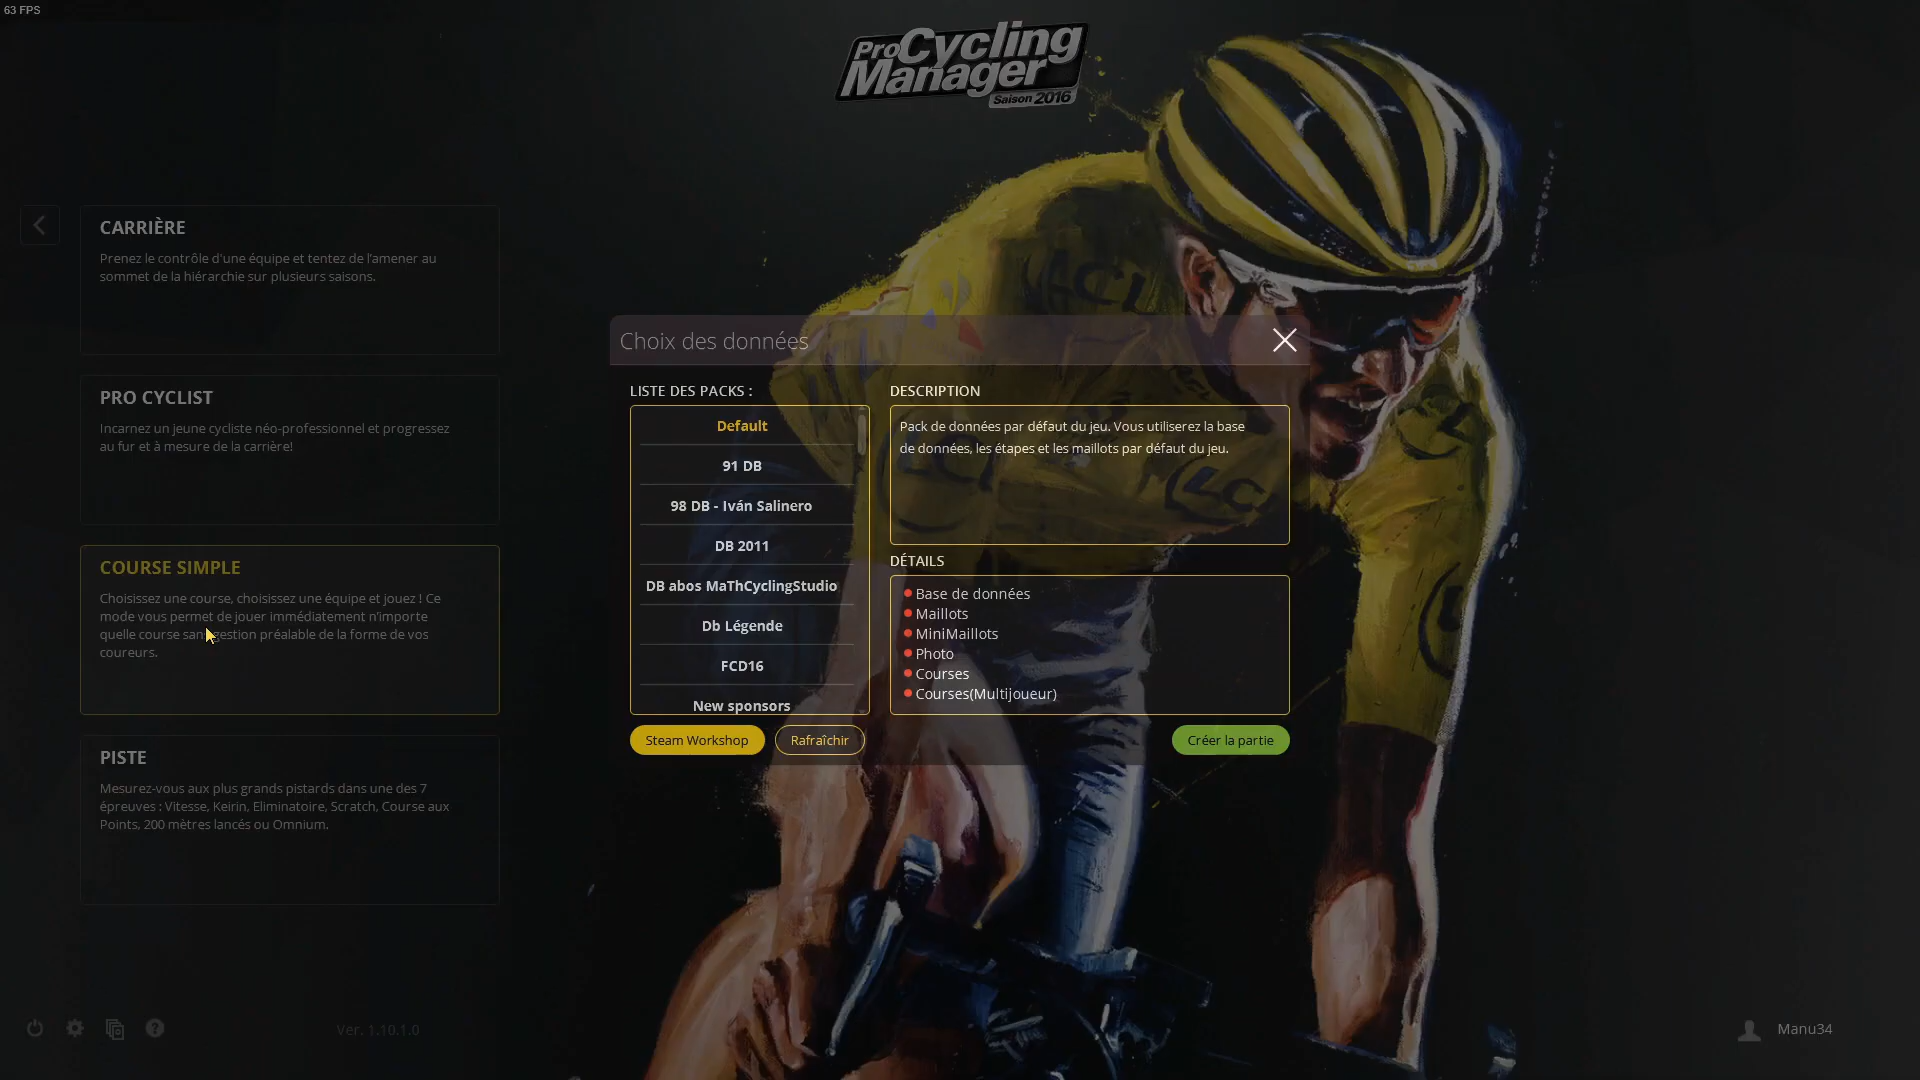 63 FPS
ProCycling
Manager
Saison 2016
CARRIÈRE
Prenez le contrôle d'une équipe et tentez de l'amener au
sommet de la hiérarchie sur plusieurs saisons.
PRO CYCLIST
Incarnez un jeune cycliste néo-professionnel et progressez
au fur et à mesure de la carrière!
COURSE SIMPLE
Choisissez une course, choisissez une équipe et jouez ! Ce
mode vous permet de jouer immédiatement n'importe
quelle course sans gestion préalable de la forme de vos
coureurs.
PISTE
Mesurez-vous aux plus grands pistards dans une des 7
épreuves : Vitesse, Keirin, Eliminatoire, Scratch, Course aux
Points, 200 mètres lancés ou Omnium.
Choix des données
LISTE DES PACKS :
Default
91 DB
98 DB - Iván Salinero
DB 2011
DB abos MaThCyclingStudio
Db Légende
FCD16
New sponsors
Steam Workshop
Rafraîchir
DESCRIPTION
Pack de données par défaut du jeu. Vous utiliserez la base
de données, les étapes et les maillots par défaut du jeu.
DÉTAILS
Base de données
Maillots
MiniMaillots
Photo
Courses
Courses(Multijoueur)
Créer la partie
Ver. 1.10.1.0
Manu34